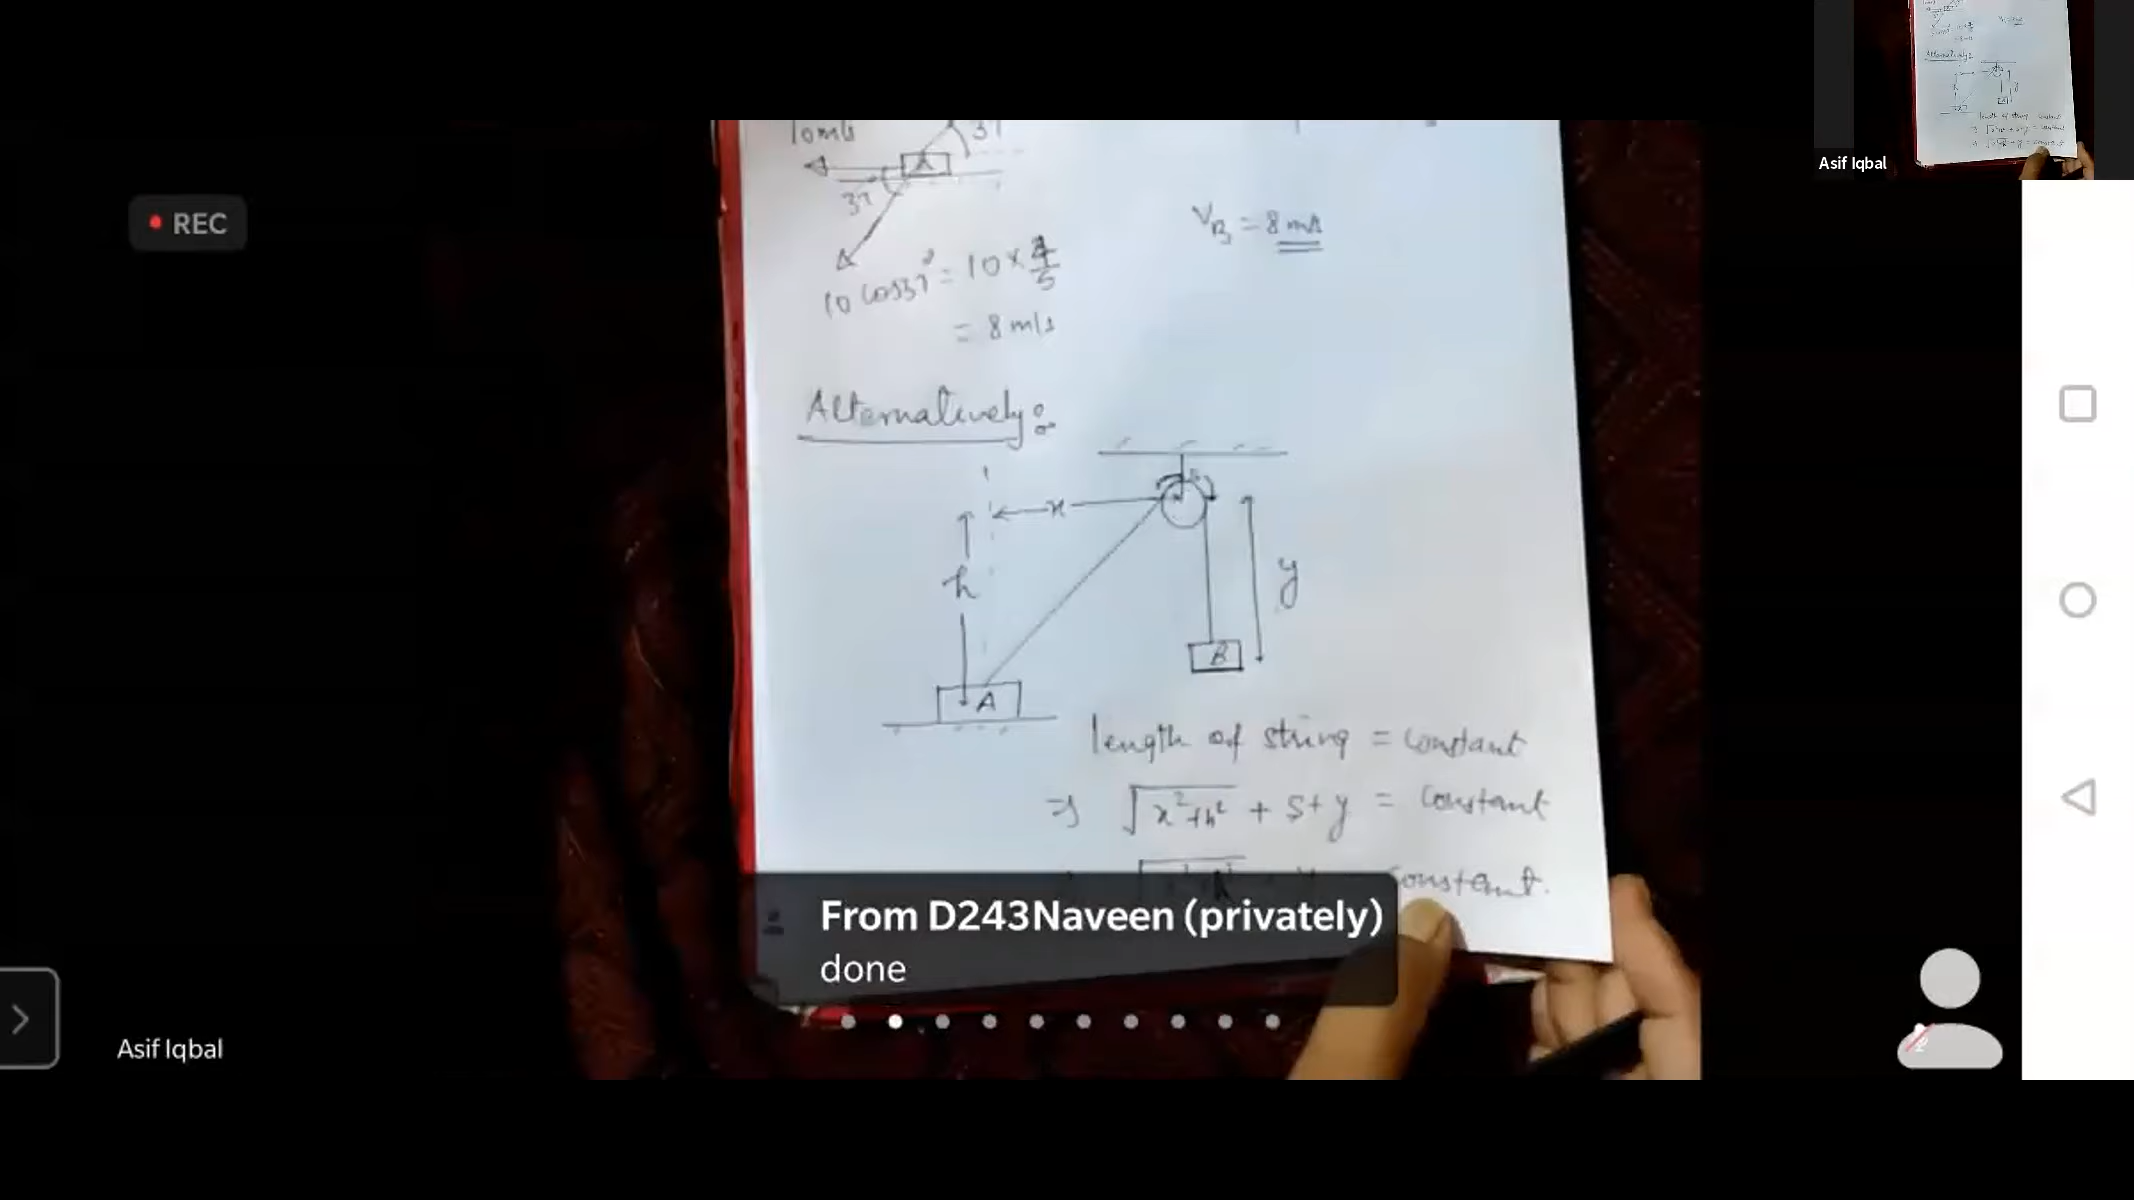 Asif Iqbal
REC
10m/s
37
A
37
10 cos37° = 10 × 4/5
= 8 m/s
V_B = 8 m/s
Alternatively:
x
h
y
A
B
length of string = constant
⇒ √x²+h² + s + y = constant
constant.
From D243Naveen (privately)
done
Asif Iqbal